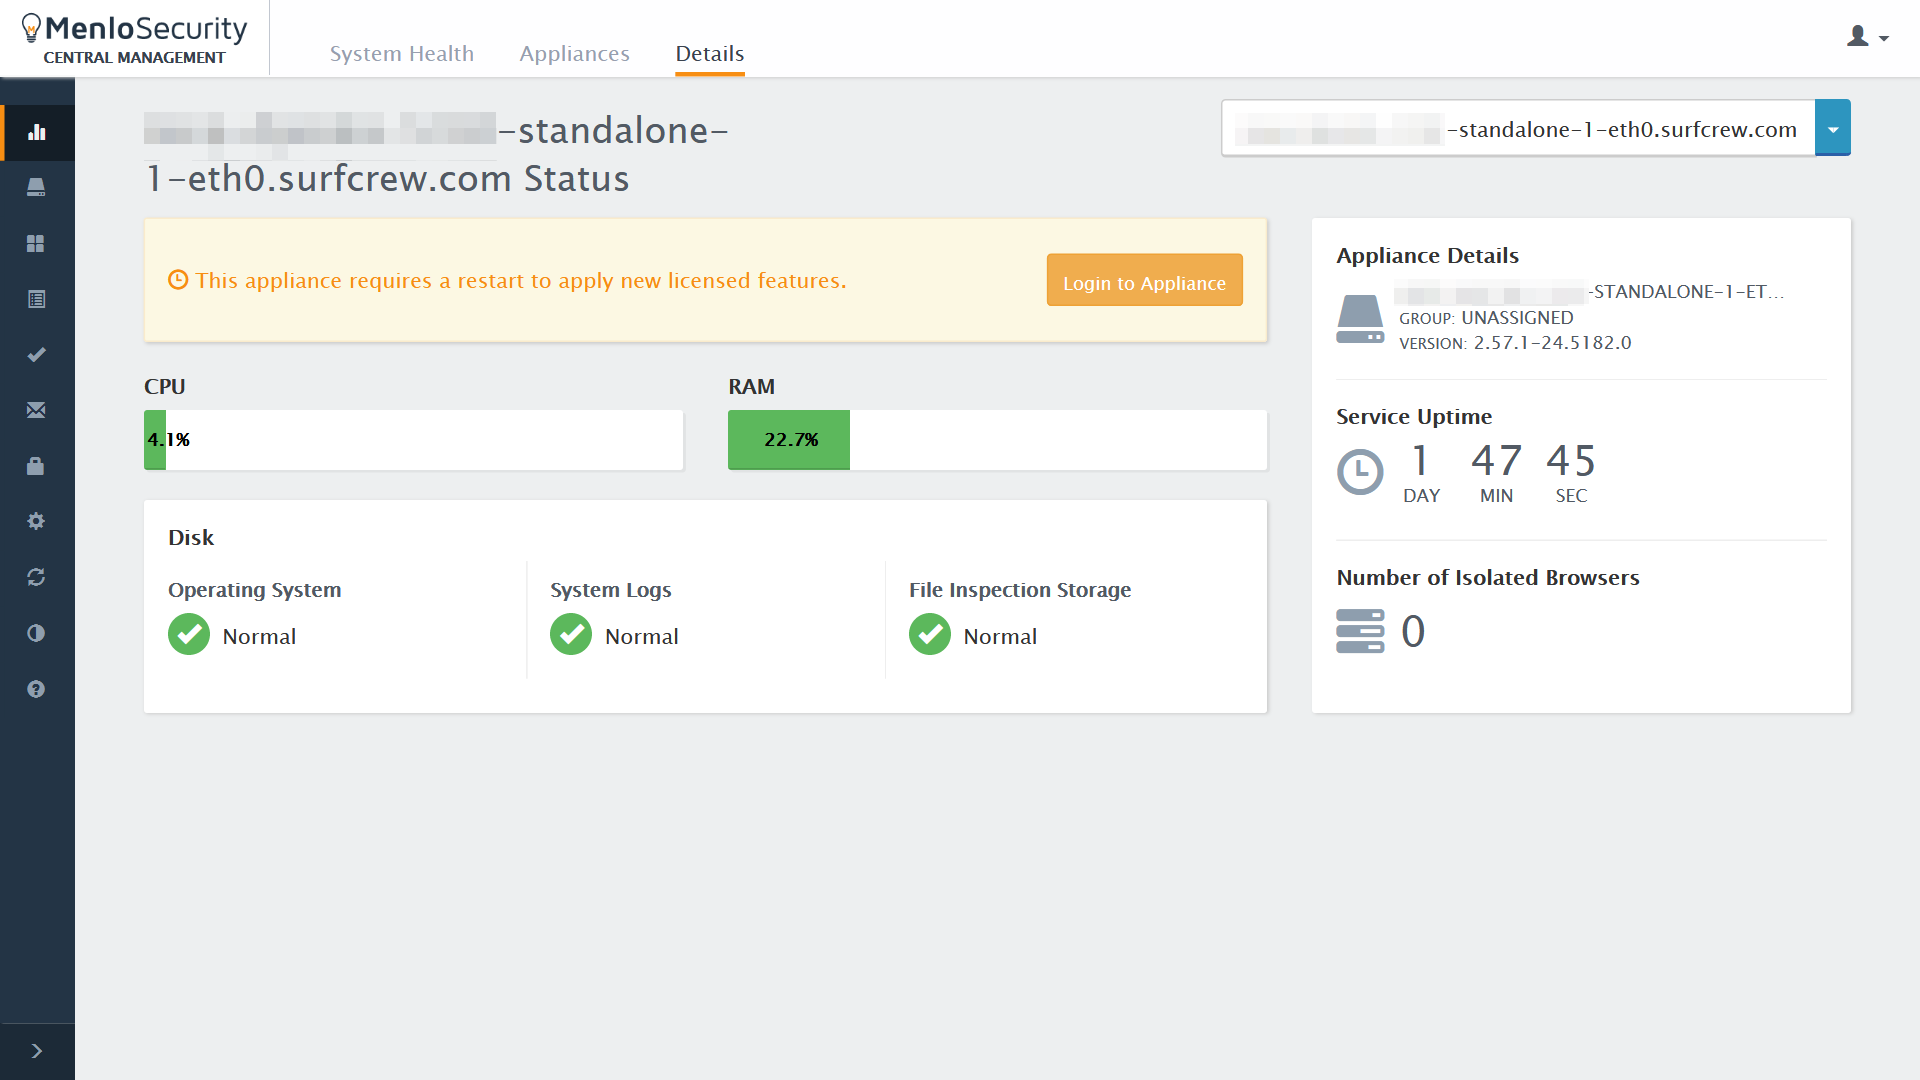 MenloSecurity
CENTRAL MANAGEMENT
System Health
Appliances
Details
-standalone-
1-eth0.surfcrew.com Status
-standalone-1-eth0.surfcrew.com
This appliance requires a restart to apply new licensed features.
Login to Appliance
CPU
4.1%
RAM
22.7%
Disk
Operating System
Normal
System Logs
Normal
File Inspection Storage
Normal
Appliance Details
-STANDALONE-1-ET...
GROUP: UNASSIGNED
VERSION: 2.57.1-24.5182.0
Service Uptime
1 47 45
DAY MIN SEC
Number of Isolated Browsers
0